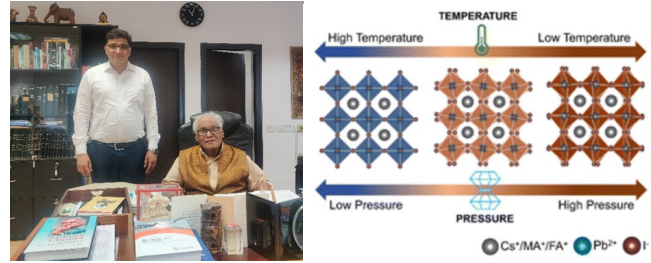 TEMPERATURE
High Temperature
Low Temperature
Low Pressure
High Pressure
PRESSURE
Cs⁺/MA⁺/FA⁺
Pb²⁺
I⁻